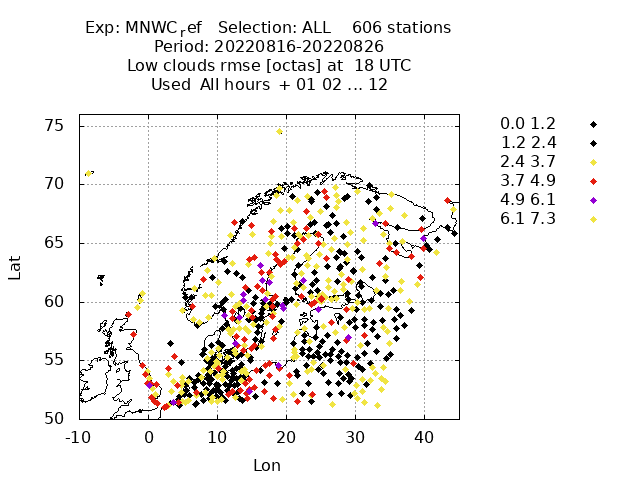 Exp: MNWC_ref Selection: ALL 606 stations
Period: 20220816-20220826
Low clouds rmse [octas] at 18 UTC
Used All hours + 01 02 ... 12
75
70
65
60
55
50
-10 0 10 20 30 40
Lat
Lon
0.0 1.2
1.2 2.4
2.4 3.7
3.7 4.9
4.9 6.1
6.1 7.3